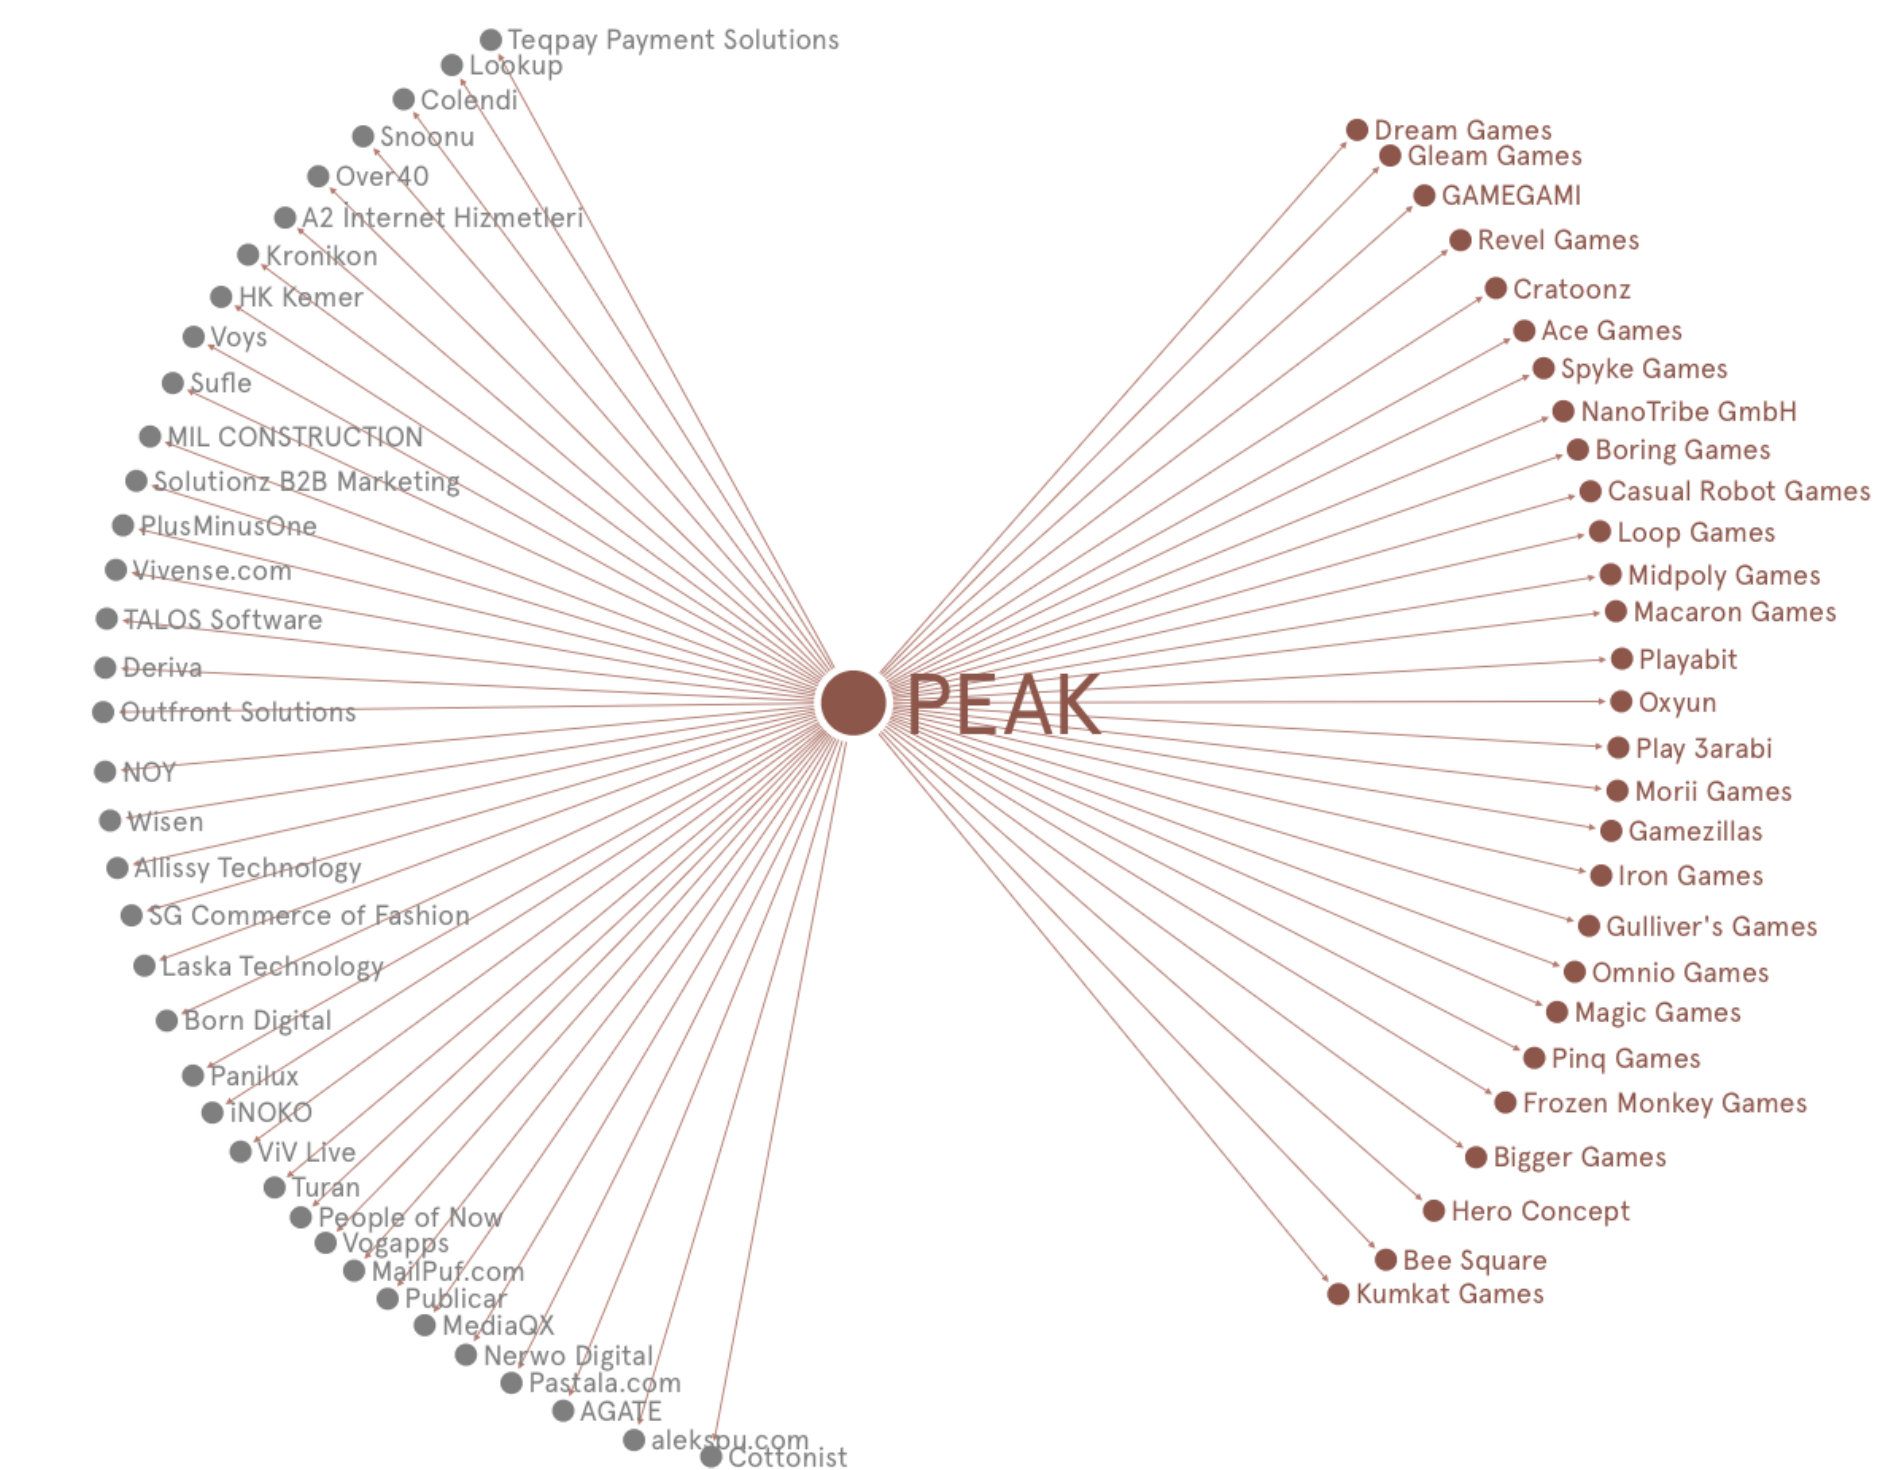 Teqpay Payment Solutions
Lookup
Colendi
Snoonu
Over40
A2 İnternet Hizmetleri
Kronikon
HK Kemer
Voys
Sufle
MIL CONSTRUCTION
Solutionz B2B Marketing
PlusMinusOne
Vivense.com
TALOS Software
Deriva
Outfront Solutions
NOY
Wisen
Allissy Technology
SG Commerce of Fashion
Laska Technology
Born Digital
Panilux
iNOKO
ViV Live
Turan
People of Now
Vogapps
MailPuf.com
Publicar
MediaQX
Nerwo Digital
Pastala.com
AGATE
alekspu.com
Cottonist
PEAK
Dream Games
Gleam Games
GAMEGAMI
Revel Games
Cratoonz
Ace Games
Spyke Games
NanoTribe GmbH
Boring Games
Casual Robot Games
Loop Games
Midpoly Games
Macaron Games
Playabit
Oxyun
Play 3arabi
Morii Games
Gamezillas
Iron Games
Gulliver's Games
Omnio Games
Magic Games
Pinq Games
Frozen Monkey Games
Bigger Games
Hero Concept
Bee Square
Kumkat Games